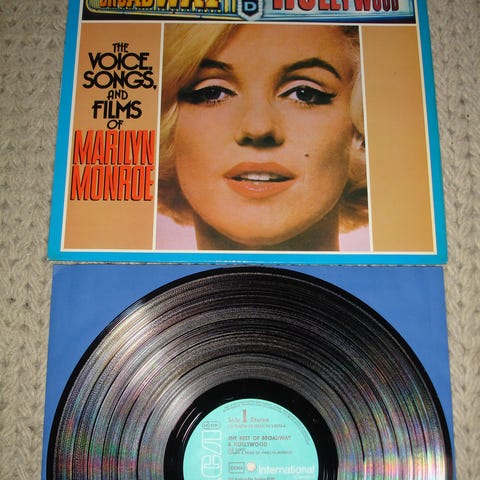 BROADWAY
HOLLYWOOD
THE
VOICE,
SONGS,
AND
FILMS
OF
MARILYN
MONROE
RCA
Side 1 Stereo
THE BEST OF BROADWAY
& HOLLYWOOD
International